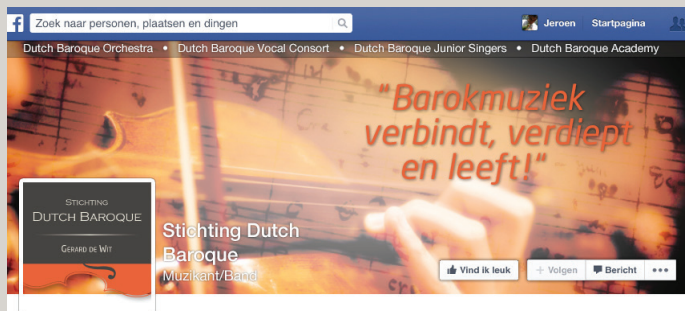 f Zoek naar personen, plaatsen en dingen Jeroen Startpagina
Dutch Baroque Orchestra • Dutch Baroque Vocal Consort • Dutch Baroque Junior Singers • Dutch Baroque Academy
"Barokmuziek
verbindt, verdiept
en leeft!"
STICHTING
DUTCH BAROQUE
GERARD DE WIT
Stichting Dutch
Baroque
Muzikant/Band
Vind ik leuk + Volgen Bericht •••